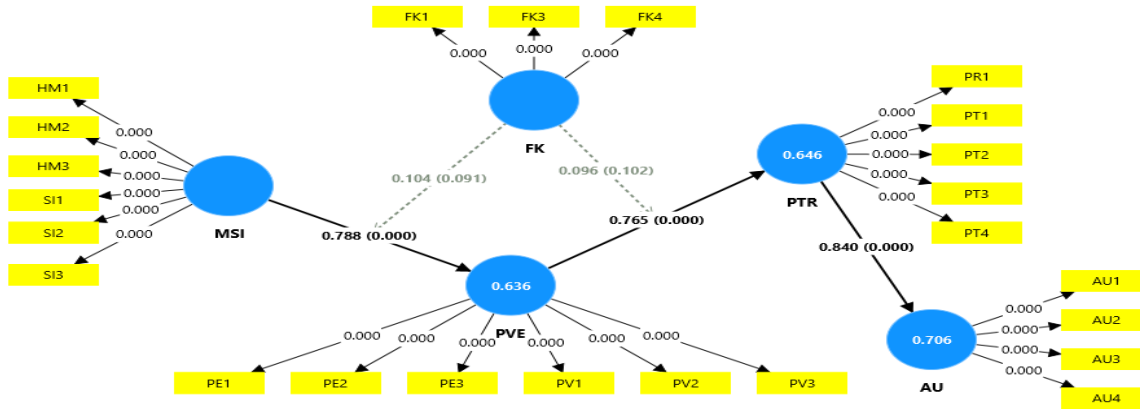 FK1 FK3 FK4
0.000 0.000 0.000
FK
HM1
HM2
HM3
SI1
SI2
SI3
0.000
0.000
0.000
0.000
0.000
0.000
MSI
0.104 (0.091)
0.096 (0.102)
0.788 (0.000)
0.765 (0.000)
0.646
PTR
PR1
PT1
PT2
PT3
PT4
0.000
0.000
0.000
0.000
0.000
0.840 (0.000)
0.636
PVE
0.000 0.000 0.000 0.000 0.000 0.000
PE1 PE2 PE3 PV1 PV2 PV3
0.706
AU
0.000
0.000
0.000
0.000
AU1
AU2
AU3
AU4